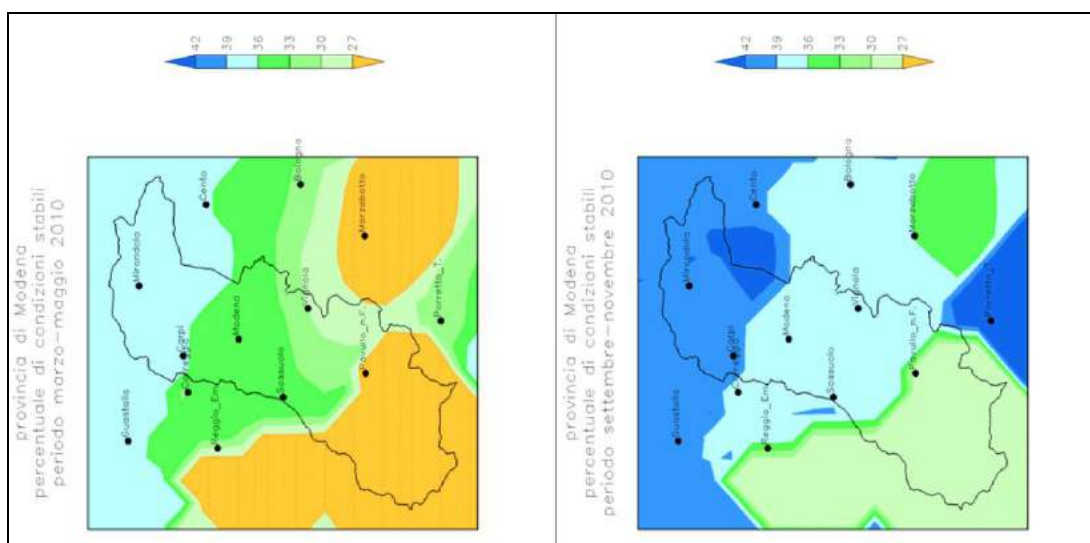 provincia di Modena
percentuale di condizioni stabili
periodo marzo-maggio 2010
42
39
36
33
30
27
Guastalla
Mirandola
Cento
Correggio
Carpi
Reggio_Em.
Modena
Bologna
Sassuolo
Vignola
Pavullo_n.F.
Marzabotto
Porretta_T.
provincia di Modena
percentuale di condizioni stabili
periodo settembre-novembre 2010
42
39
36
33
30
27
Guastalla
Mirandola
Cento
Correggio
Carpi
Reggio_Em.
Modena
Bologna
Sassuolo
Vignola
Pavullo_n.F.
Marzabotto
Porretta_T.